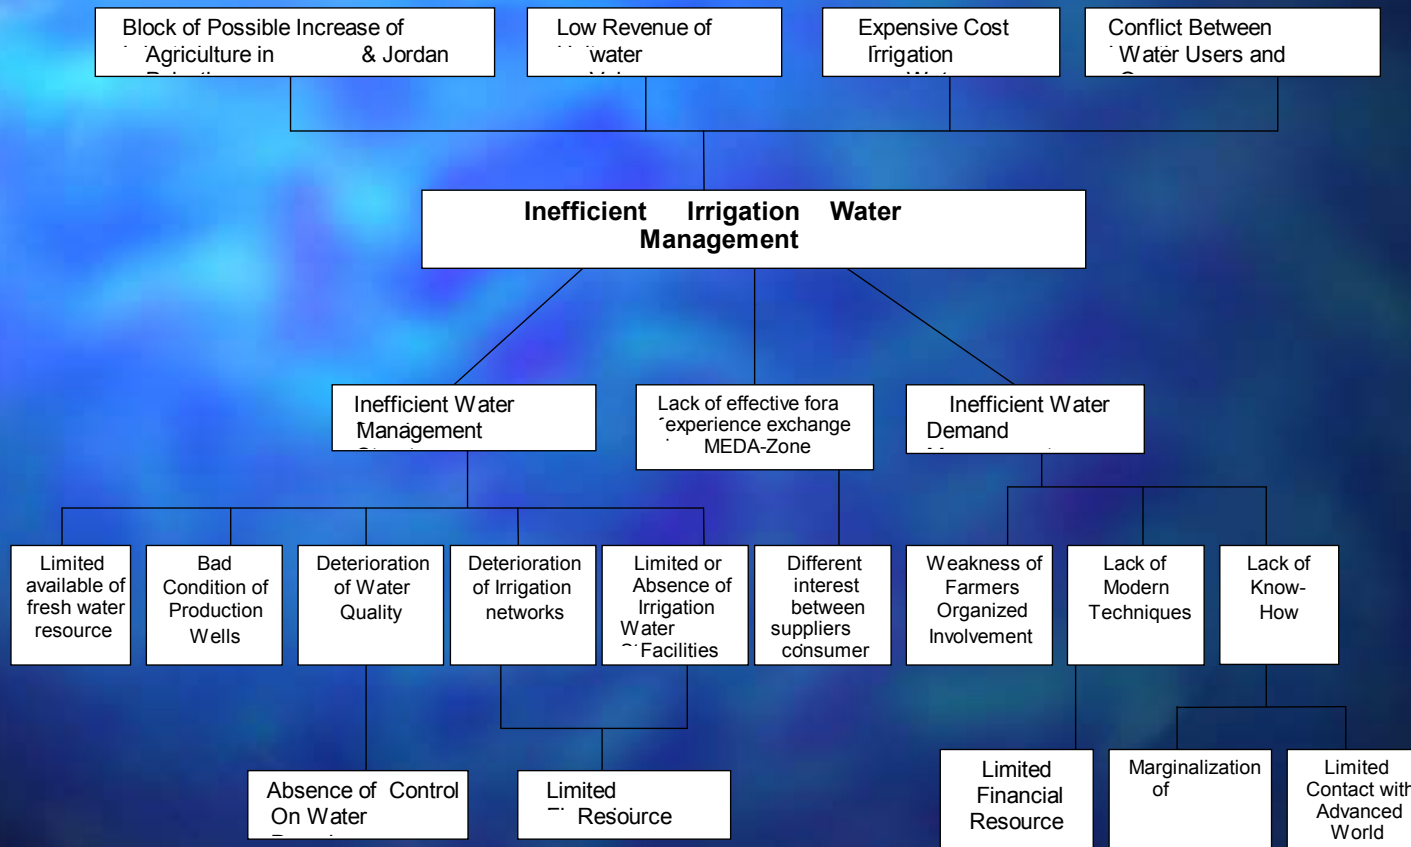 Block of Possible Increase of
Agriculture in & Jordan
Low Revenue of
water
Expensive Cost
Irrigation
Conflict Between
Water Users and
Inefficient Irrigation Water
Management
Inefficient Water
Management
Lack of effective fora
experience exchange
MEDA-Zone
Inefficient Water
Demand
Limited
available of
fresh water
resource
Bad
Condition of
Production
Wells
Deterioration
of Water
Quality
Deterioration
of Irrigation
networks
Limited or
Absence of
Irrigation
Water
Facilities
Different
interest
between
suppliers
consumer
Weakness of
Farmers
Organized
Involvement
Lack of
Modern
Techniques
Lack of
Know-
How
Absence of Control
On Water
Limited
Resource
Limited
Financial
Resource
Marginalization
of
Limited
Contact with
Advanced
World